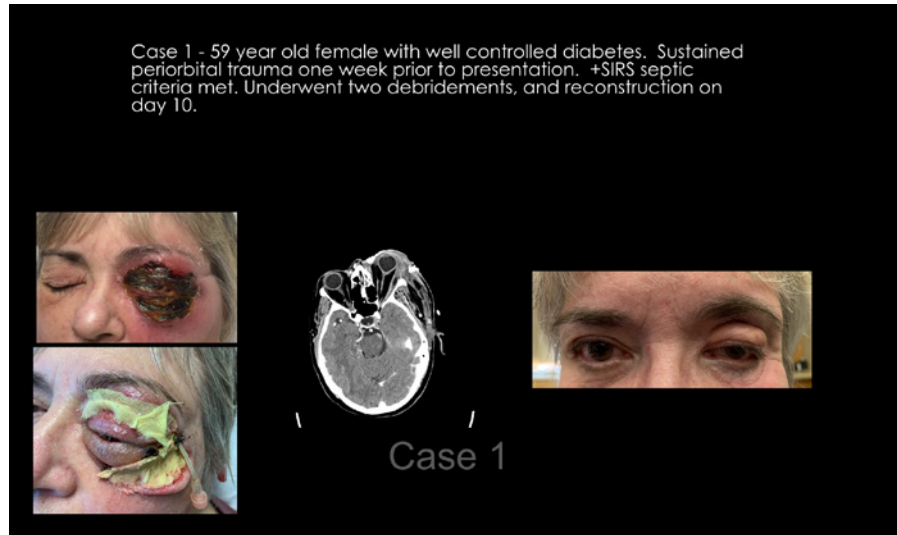 Case 1 - 59 year old female with well controlled diabetes.  Sustained
periorbital trauma one week prior to presentation.  +SIRS septic
criteria met. Underwent two debridements, and reconstruction on
day 10.
Case 1